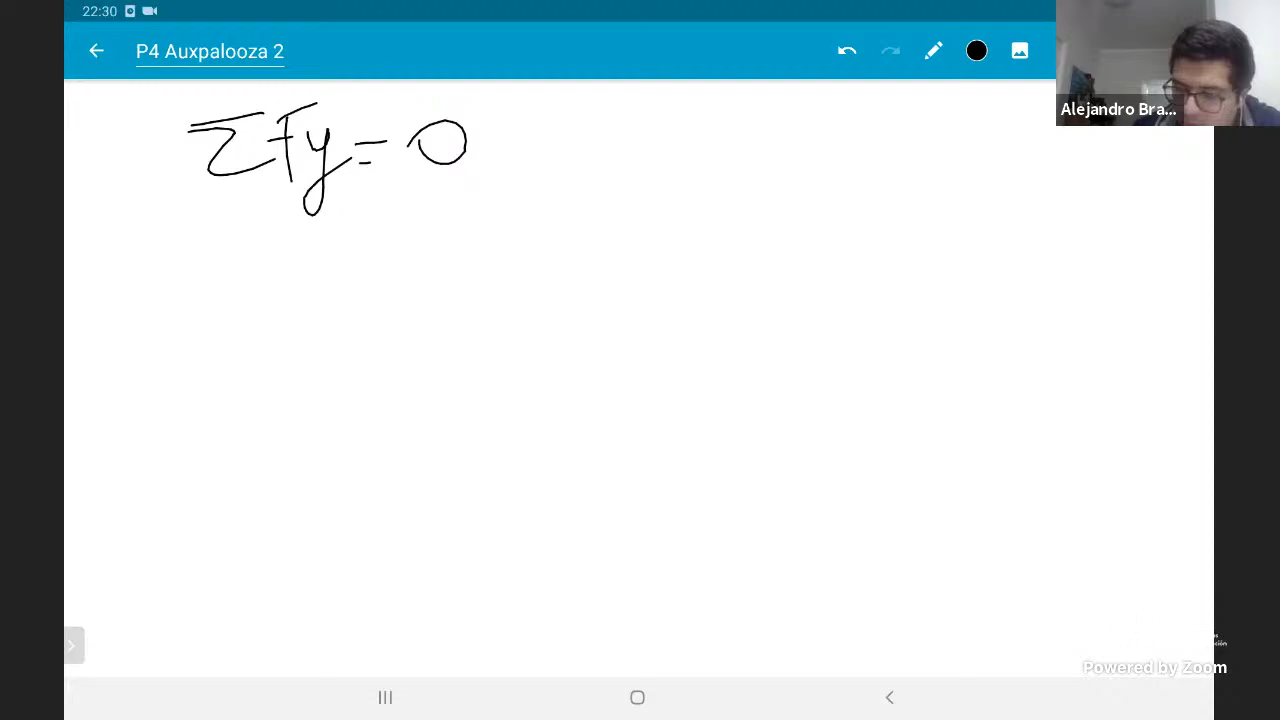 22:30
P4 Auxpalooza 2
Alejandro Bra...
ΣFy = 0
Powered by Zoom